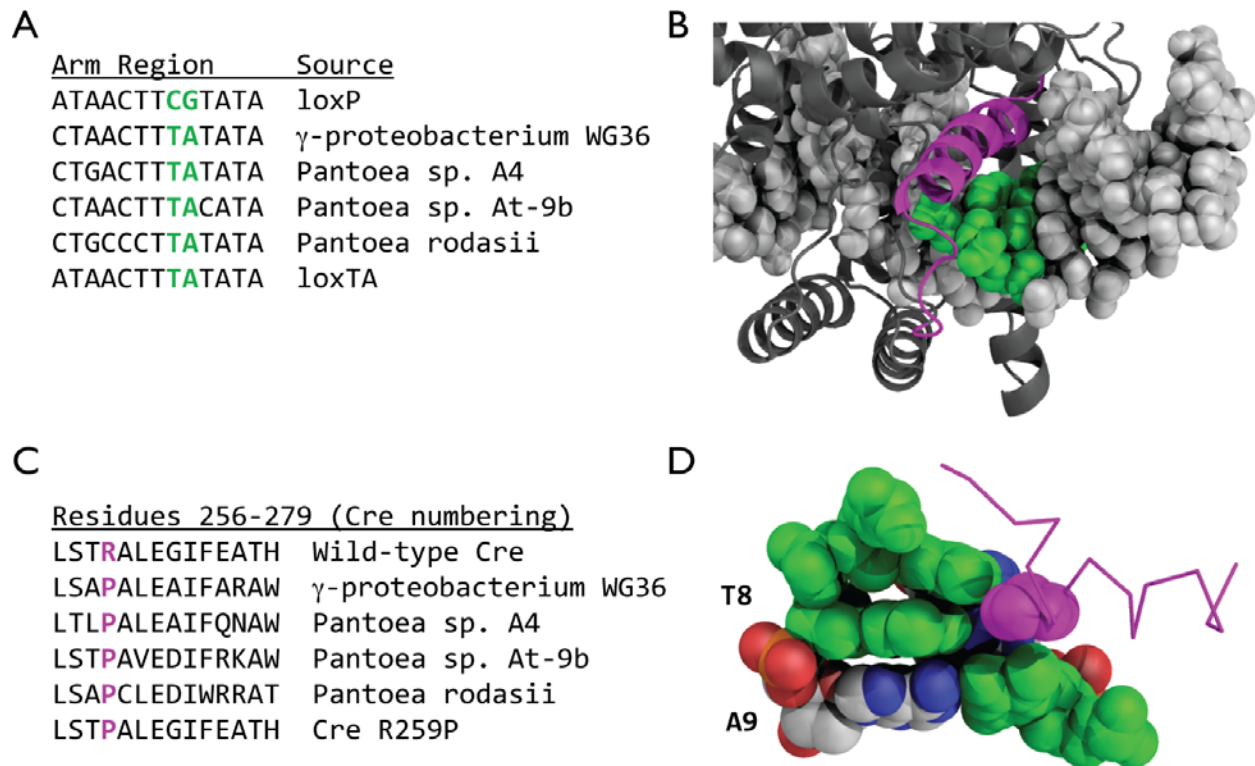 A
Arm Region Source
ATAACTTCGTATA loxP
CTAACTTTATATA γ-proteobacterium WG36
CTGACTTTATATA Pantoea sp. A4
CTAACTTTACATA Pantoea sp. At-9b
CTGCCCTTATATA Pantoea rodasii
ATAACTTTATATA loxTA
B
C
Residues 256-279 (Cre numbering)
LSTRALEGIFEATH Wild-type Cre
LSAPALEAIFARAW γ-proteobacterium WG36
LTLPALEAIFQNAW Pantoea sp. A4
LSTPAVEDIFRKAW Pantoea sp. At-9b
LSAPCLEDIWRRAT Pantoea rodasii
LSTPALEGIFEATH Cre R259P
D
T8
A9